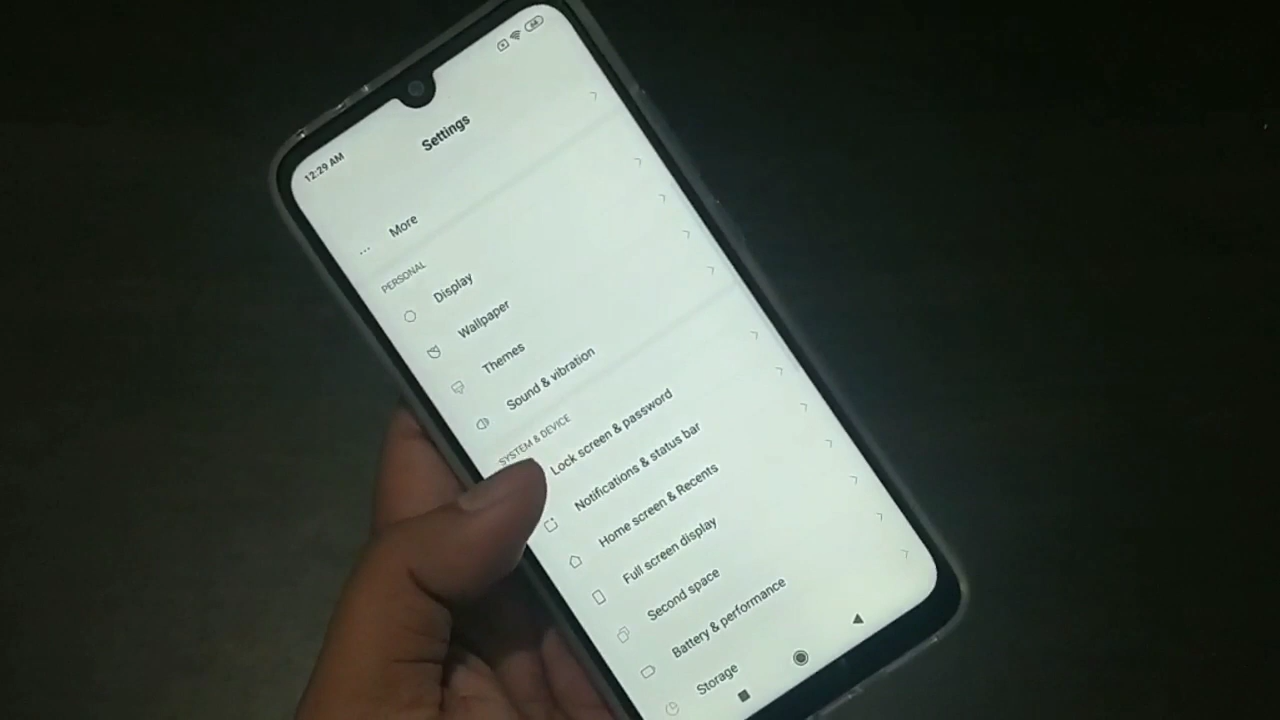 12:29 AM
Settings
More
PERSONAL
Display
Wallpaper
Themes
Sound & vibration
SYSTEM & DEVICE
Lock screen & password
Notifications & status bar
Home screen & Recents
Full screen display
Second space
Battery & performance
Storage